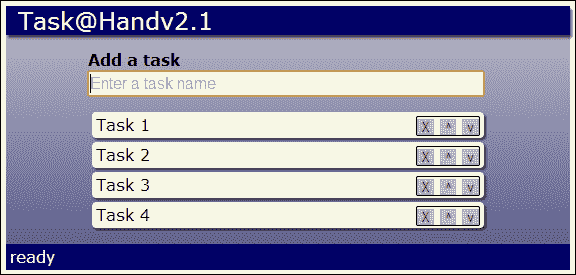 Task@Handv2.1
Add a task
Enter a task name
Task 1 X ^ v
Task 2 X ^ v
Task 3 X ^ v
Task 4 X ^ v
ready